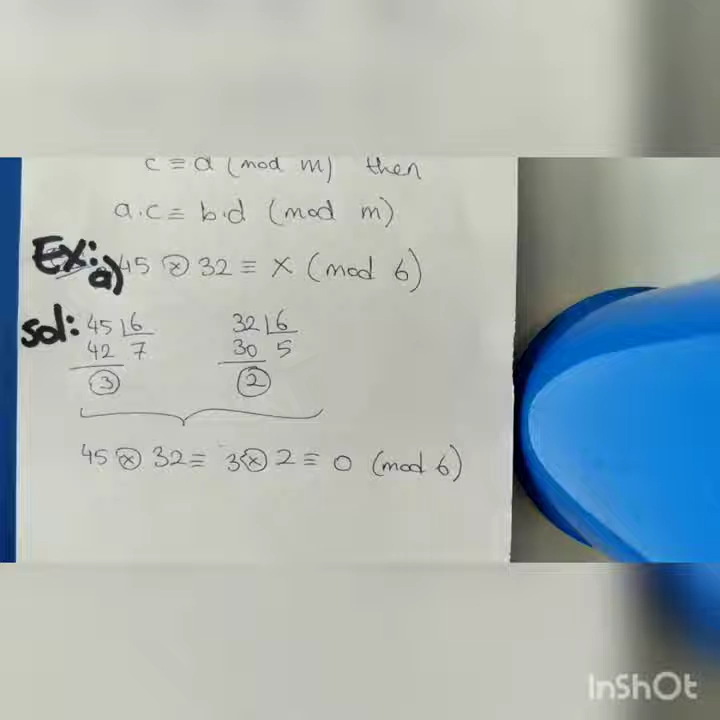 c ≡ d (mod m) then
a.c ≡ b.d (mod m)
Ex:
a) 45 ⊗ 32 ≡ X (mod 6)
sol: 45 | 6    32 | 6
42 7    30 5
3    2
45 ⊗ 32 ≡ 3 ⊗ 2 ≡ 0 (mod 6)
InShOt